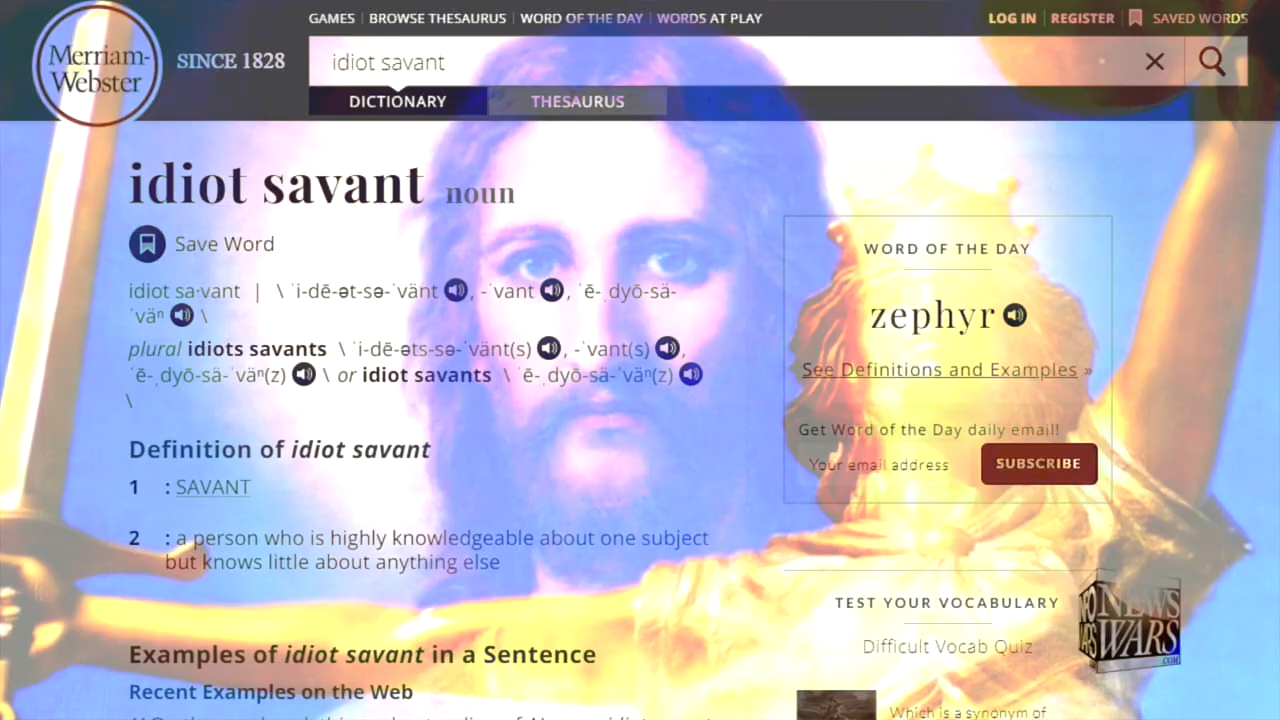 GAMES | BROWSE THESAURUS | WORD OF THE DAY | WORDS AT PLAY
LOG IN | REGISTER | SAVED WORDS
Merriam-
Webster
SINCE 1828
idiot savant
DICTIONARY
THESAURUS
idiot savant noun
Save Word
idiot sa·vant | \ ˈi-dē-ət-sə-ˈvänt , -ˈvant , ˈē-ˌdyō-sä-
ˈväⁿ \
plural idiots savants \ ˈi-dē-əts-sə-ˈvänt(s) , -ˈvant(s) ,
ˈē-ˌdyō-sä-ˈväⁿ(z) \ or idiot savants \ ˈē-ˌdyō-sä-ˈväⁿ(z)
\
Definition of idiot savant
1 : SAVANT
2 : a person who is highly knowledgeable about one subject
but knows little about anything else
Examples of idiot savant in a Sentence
Recent Examples on the Web
WORD OF THE DAY
zephyr
See Definitions and Examples »
Get Word of the Day daily email!
Your email address
SUBSCRIBE
TEST YOUR VOCABULARY
Difficult Vocab Quiz
NEWS
WARS
.COM
Which is a synonym of